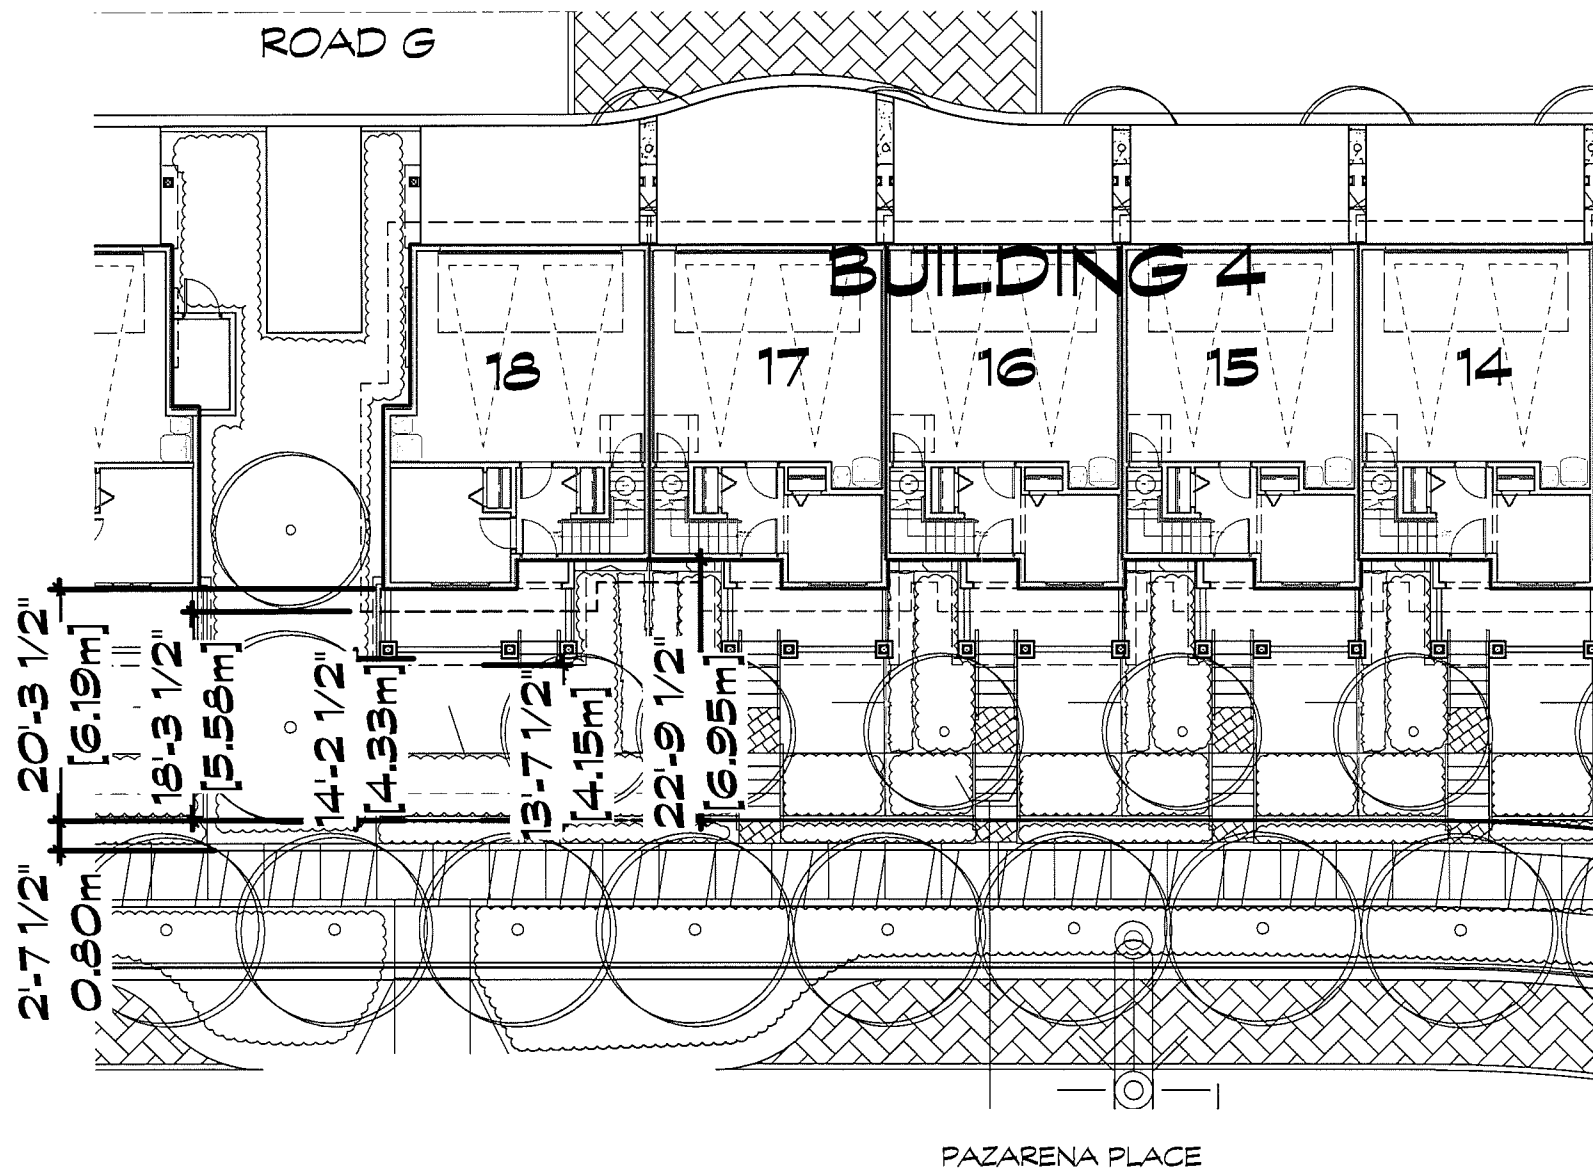 ROAD G
BUILDING 4
18
17
16
15
14
20'-3 1/2"
[6.19m]
18'-3 1/2"
[5.58m]
14'-2 1/2"
[4.33m]
13'-7 1/2"
[4.15m]
22'-9 1/2"
[6.95m]
2'-7 1/2"
0.80m
PAZARENA PLACE